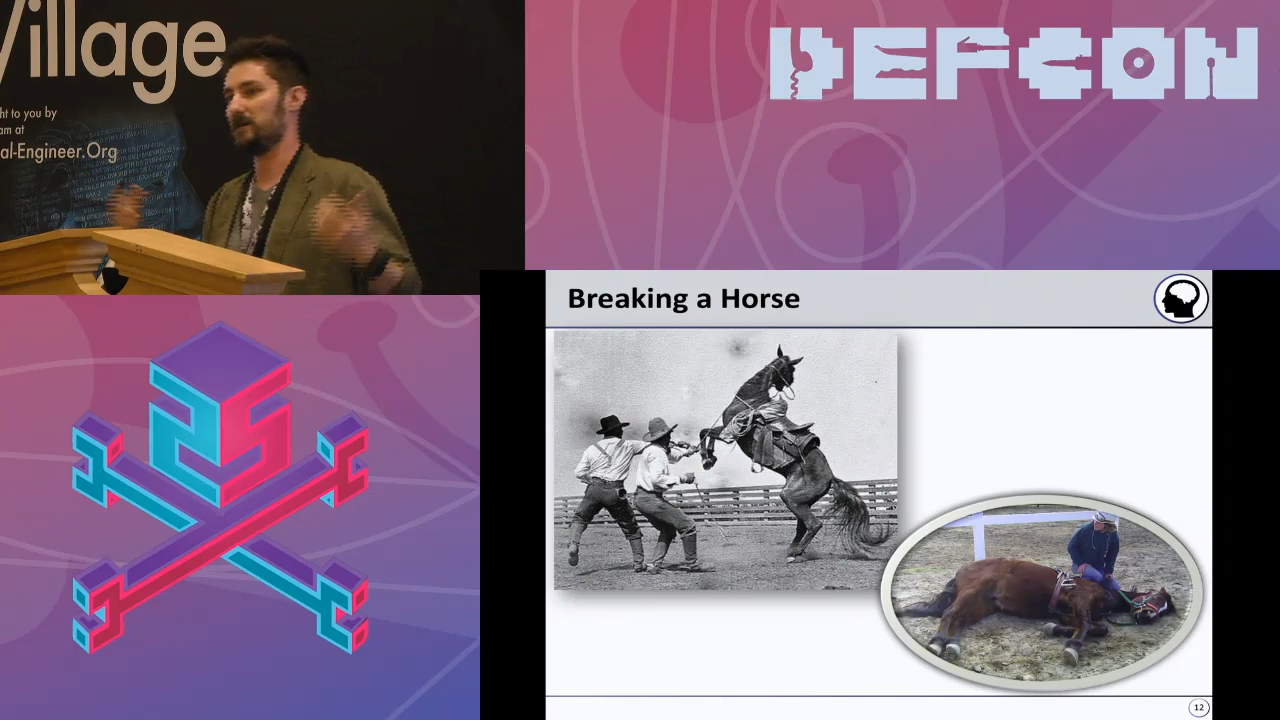 Village
ht to you by
am at
al-Engineer.Org
DEFCON
Breaking a Horse
12